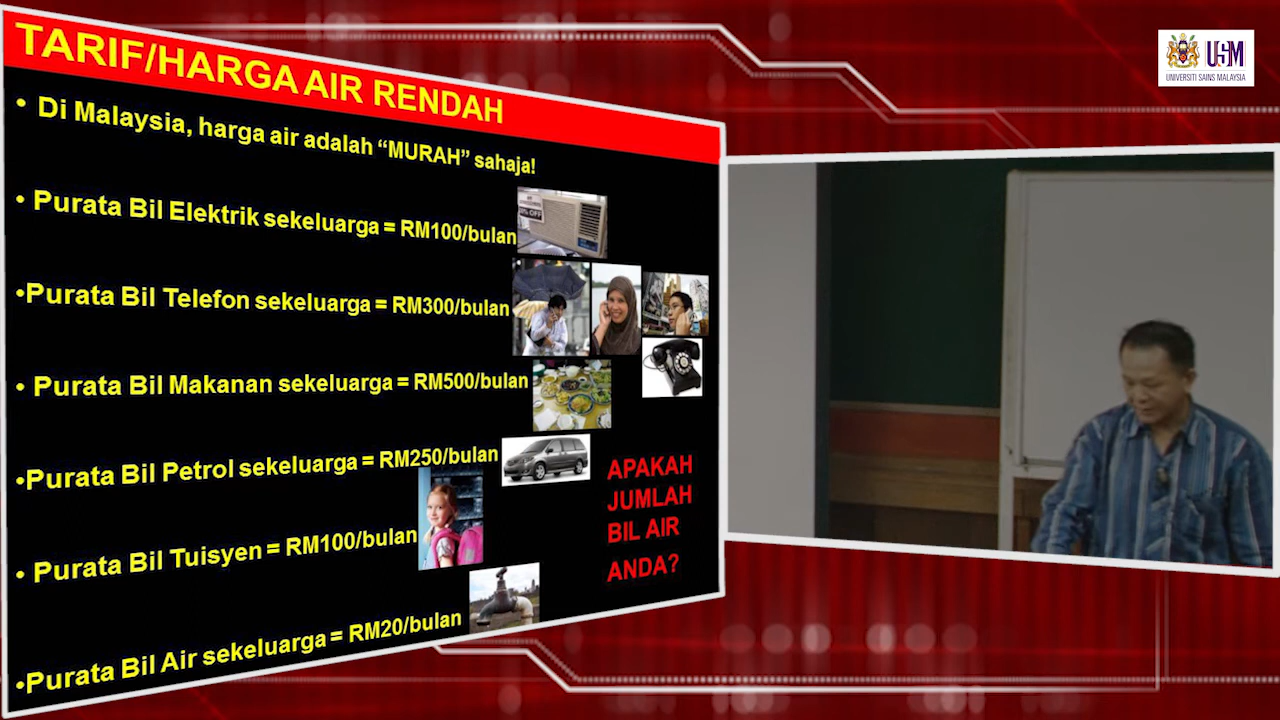 TARIF/HARGA AIR RENDAH
• Di Malaysia, harga air adalah “MURAH” sahaja!
• Purata Bil Elektrik sekeluarga = RM100/bulan
•Purata Bil Telefon sekeluarga = RM300/bulan
• Purata Bil Makanan sekeluarga = RM500/bulan
•Purata Bil Petrol sekeluarga = RM250/bulan
• Purata Bil Tuisyen = RM100/bulan
•Purata Bil Air sekeluarga = RM20/bulan
APAKAH
JUMLAH
BIL AIR
ANDA?
USM
UNIVERSITI SAINS MALAYSIA